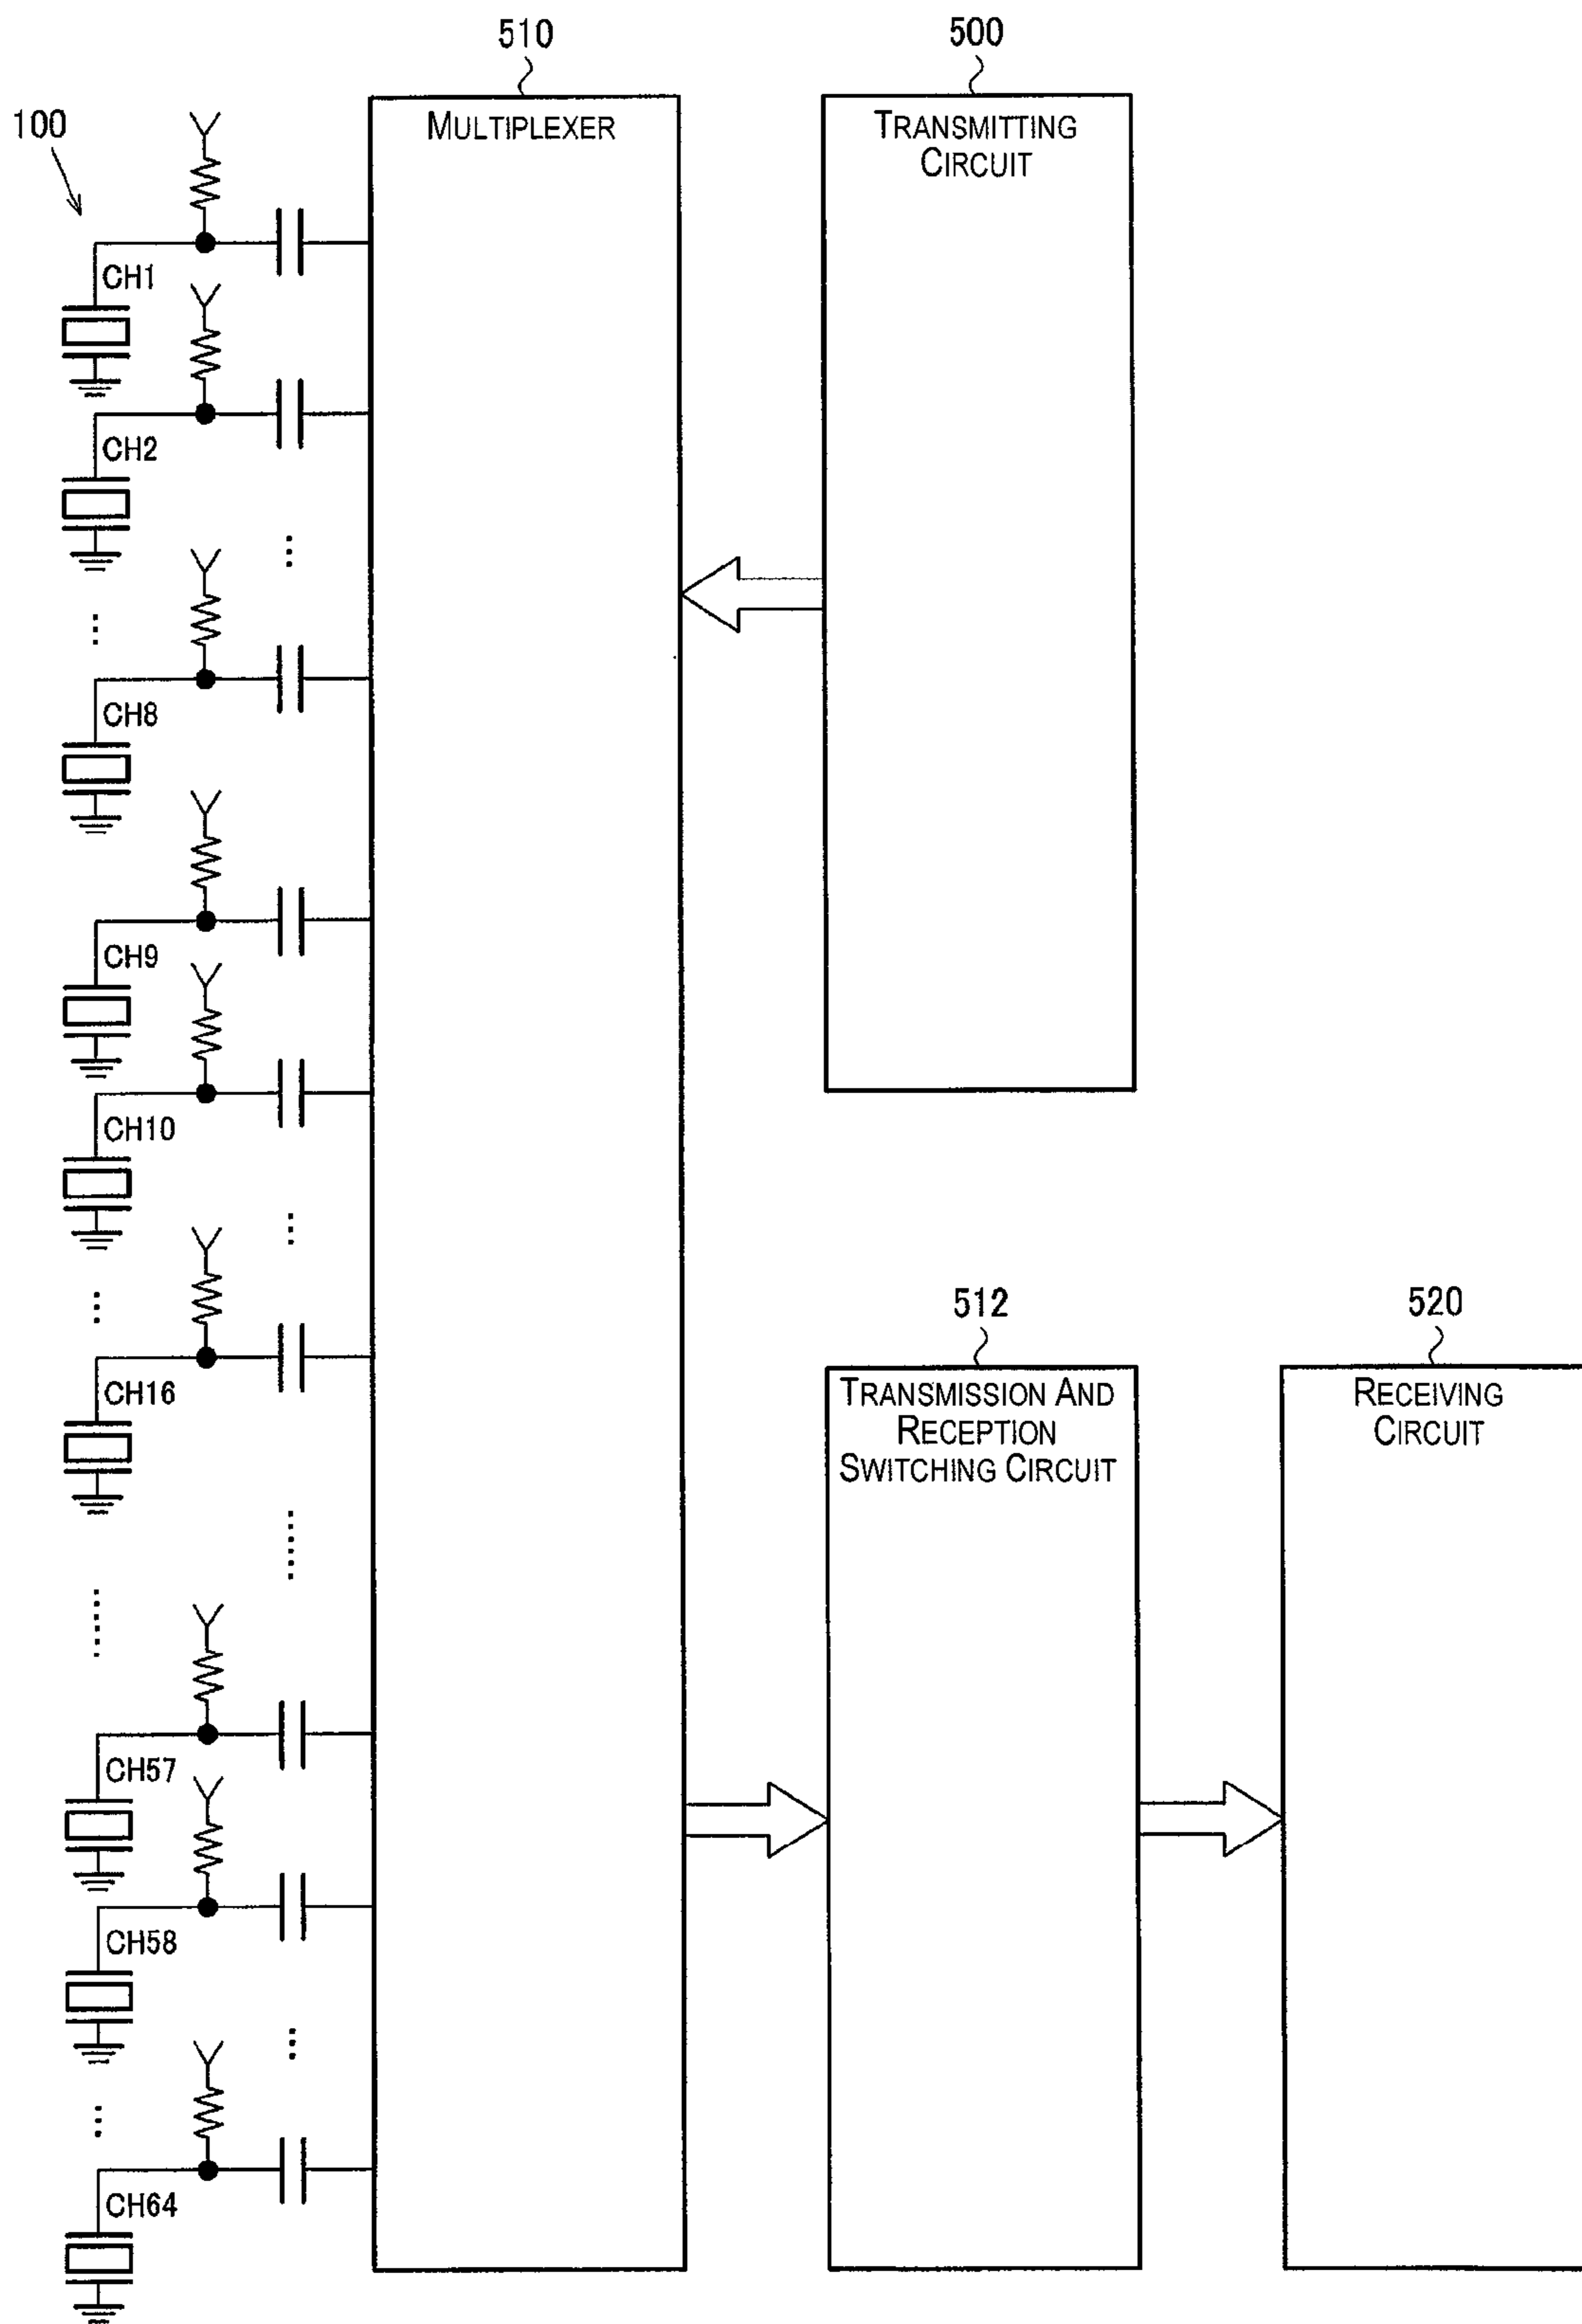 510
500
100
MULTIPLEXER
TRANSMITTING
CIRCUIT
CH1
CH2
CH8
CH9
CH10
CH16
CH57
CH58
CH64
512
520
TRANSMISSION AND
RECEPTION
SWITCHING CIRCUIT
RECEIVING
CIRCUIT